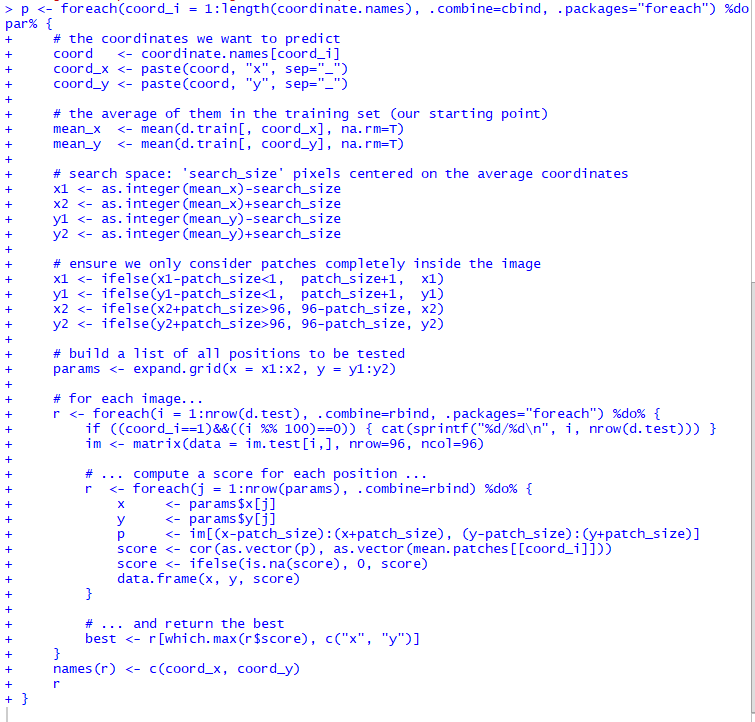 > p <- foreach(coord_i = 1:length(coordinate.names), .combine=cbind, .packages="foreach") %do
par% {
+     # the coordinates we want to predict
+     coord   <- coordinate.names[coord_i]
+     coord_x <- paste(coord, "x", sep="_")
+     coord_y <- paste(coord, "y", sep="_")
+
+     # the average of them in the training set (our starting point)
+     mean_x  <- mean(d.train[, coord_x], na.rm=T)
+     mean_y  <- mean(d.train[, coord_y], na.rm=T)
+
+     # search space: 'search_size' pixels centered on the average coordinates
+     x1 <- as.integer(mean_x)-search_size
+     x2 <- as.integer(mean_x)+search_size
+     y1 <- as.integer(mean_y)-search_size
+     y2 <- as.integer(mean_y)+search_size
+
+     # ensure we only consider patches completely inside the image
+     x1 <- ifelse(x1-patch_size<1,  patch_size+1,  x1)
+     y1 <- ifelse(y1-patch_size<1,  patch_size+1,  y1)
+     x2 <- ifelse(x2+patch_size>96, 96-patch_size, x2)
+     y2 <- ifelse(y2+patch_size>96, 96-patch_size, y2)
+
+     # build a list of all positions to be tested
+     params <- expand.grid(x = x1:x2, y = y1:y2)
+
+     # for each image...
+     r <- foreach(i = 1:nrow(d.test), .combine=rbind, .packages="foreach") %do% {
+         if ((coord_i==1)&&((i %% 100)==0)) { cat(sprintf("%d/%d\n", i, nrow(d.test))) }
+         im <- matrix(data = im.test[i,], nrow=96, ncol=96)
+
+         # ... compute a score for each position ...
+         r  <- foreach(j = 1:nrow(params), .combine=rbind) %do% {
+             x     <- params$x[j]
+             y     <- params$y[j]
+             p     <- im[(x-patch_size):(x+patch_size), (y-patch_size):(y+patch_size)]
+             score <- cor(as.vector(p), as.vector(mean.patches[[coord_i]]))
+             score <- ifelse(is.na(score), 0, score)
+             data.frame(x, y, score)
+         }
+
+         # ... and return the best
+         best <- r[which.max(r$score), c("x", "y")]
+     }
+     names(r) <- c(coord_x, coord_y)
+     r
+ }